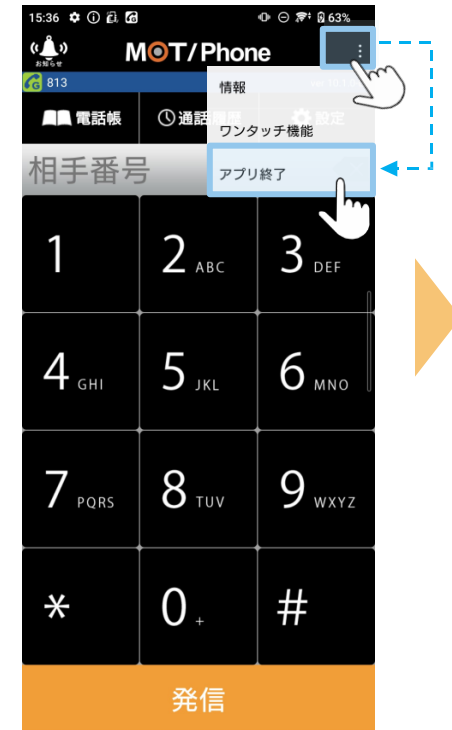 15:36 63%
お知らせ MOT/Phone
813
情報
電話帳 通話
ワンタッチ機能
相手番号
アプリ終了
1 2 ABC 3 DEF
4 GHI 5 JKL 6 MNO
7 PQRS 8 TUV 9 WXYZ
* 0 + #
発信